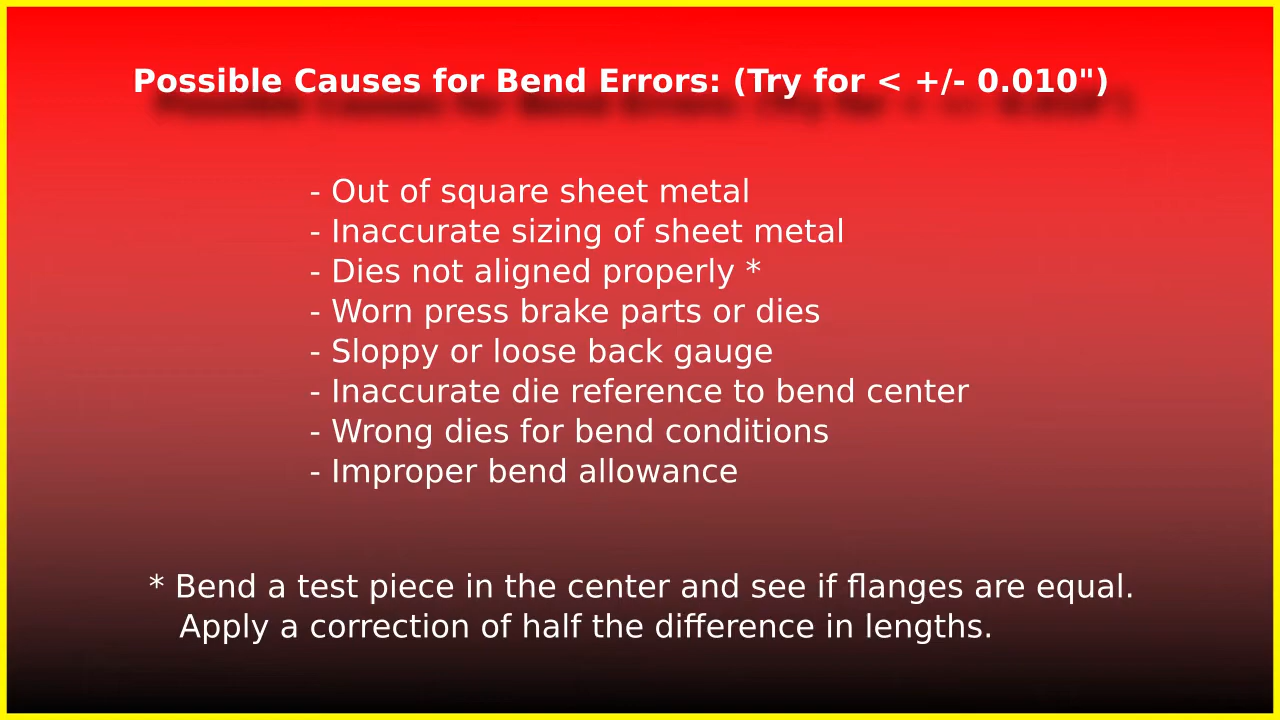 Possible Causes for Bend Errors: (Try for < +/- 0.010")
- Out of square sheet metal
- Inaccurate sizing of sheet metal
- Dies not aligned properly *
- Worn press brake parts or dies
- Sloppy or loose back gauge
- Inaccurate die reference to bend center
- Wrong dies for bend conditions
- Improper bend allowance
* Bend a test piece in the center and see if flanges are equal.
Apply a correction of half the difference in lengths.